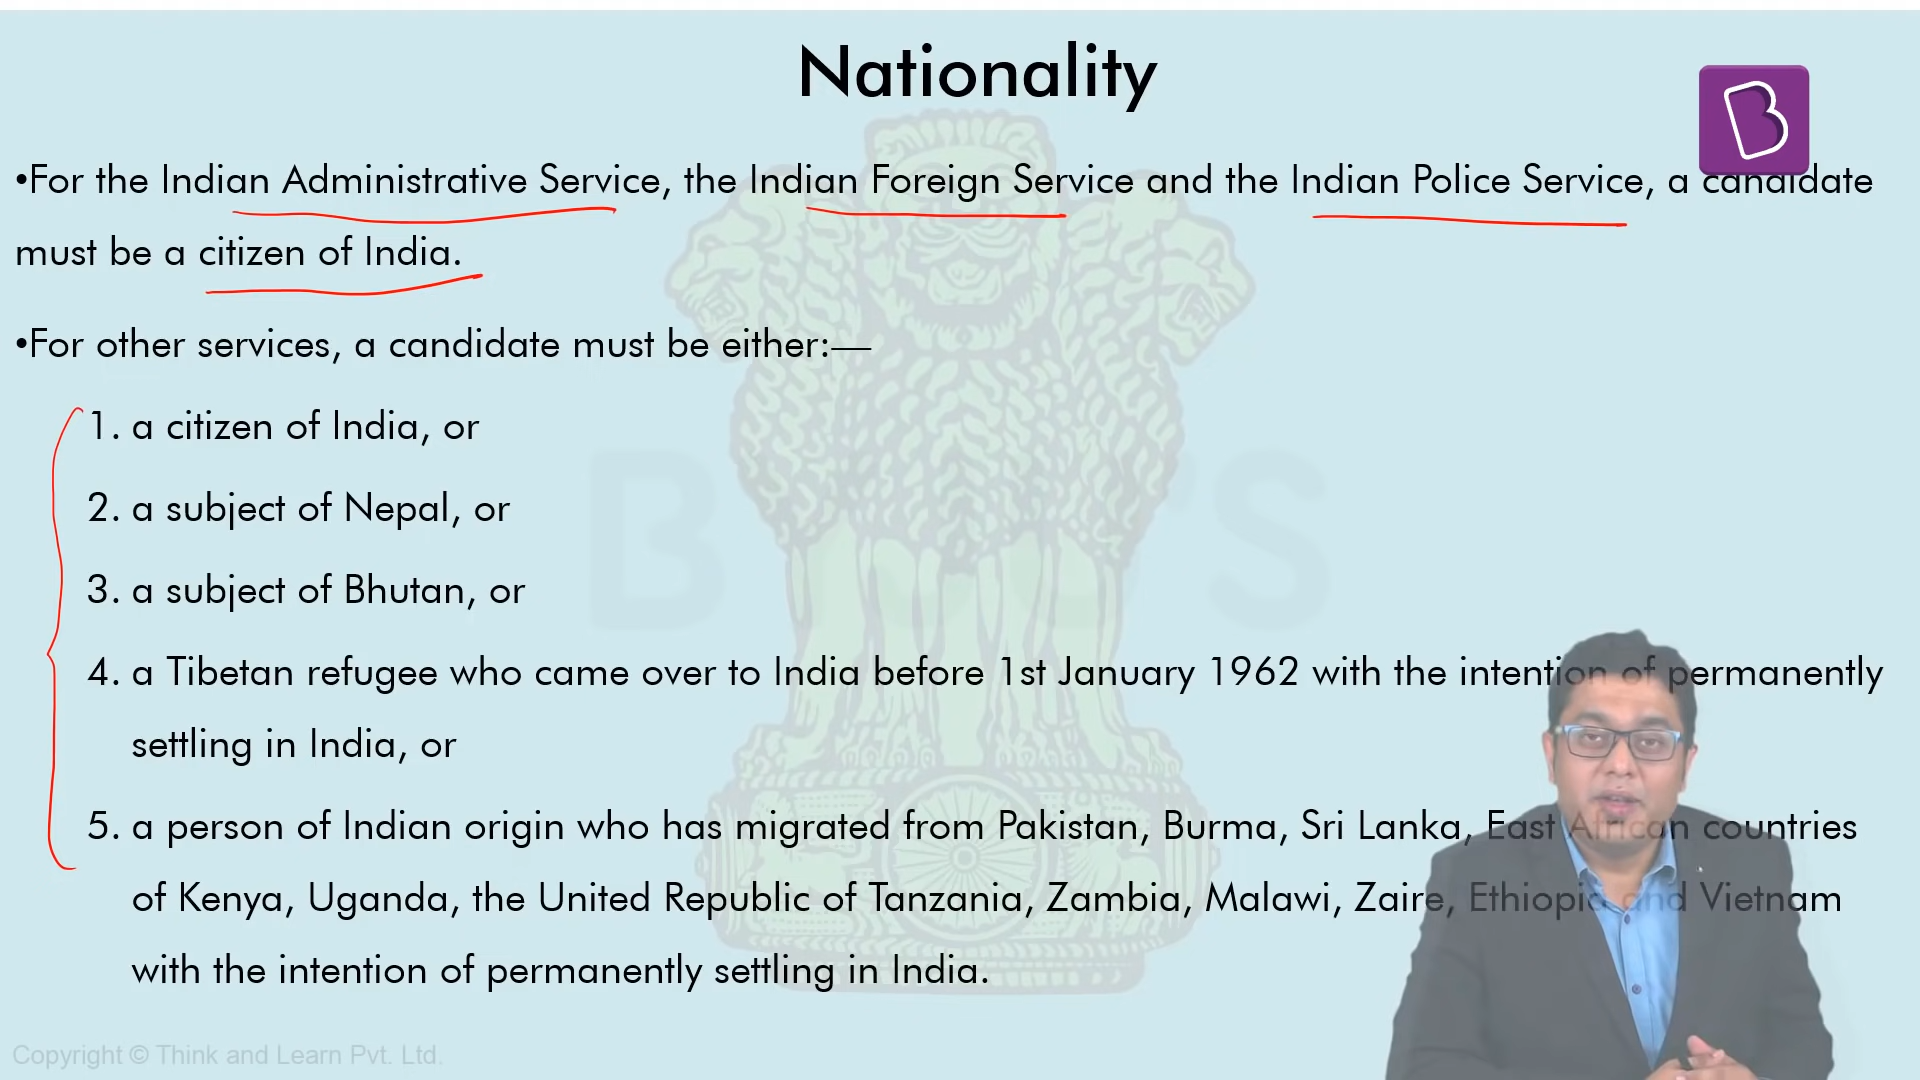 Nationality
B
•For the Indian Administrative Service, the Indian Foreign Service and the Indian Police Service, a candidate
must be a citizen of India.
•For other services, a candidate must be either:—
1. a citizen of India, or
2. a subject of Nepal, or
3. a subject of Bhutan, or
4. a Tibetan refugee who came over to India before 1st January 1962 with the intention of permanently
settling in India, or
5. a person of Indian origin who has migrated from Pakistan, Burma, Sri Lanka, East African countries
of Kenya, Uganda, the United Republic of Tanzania, Zambia, Malawi, Zaire, Ethiopia and Vietnam
with the intention of permanently settling in India.
Copyright © Think and Learn Pvt. Ltd.